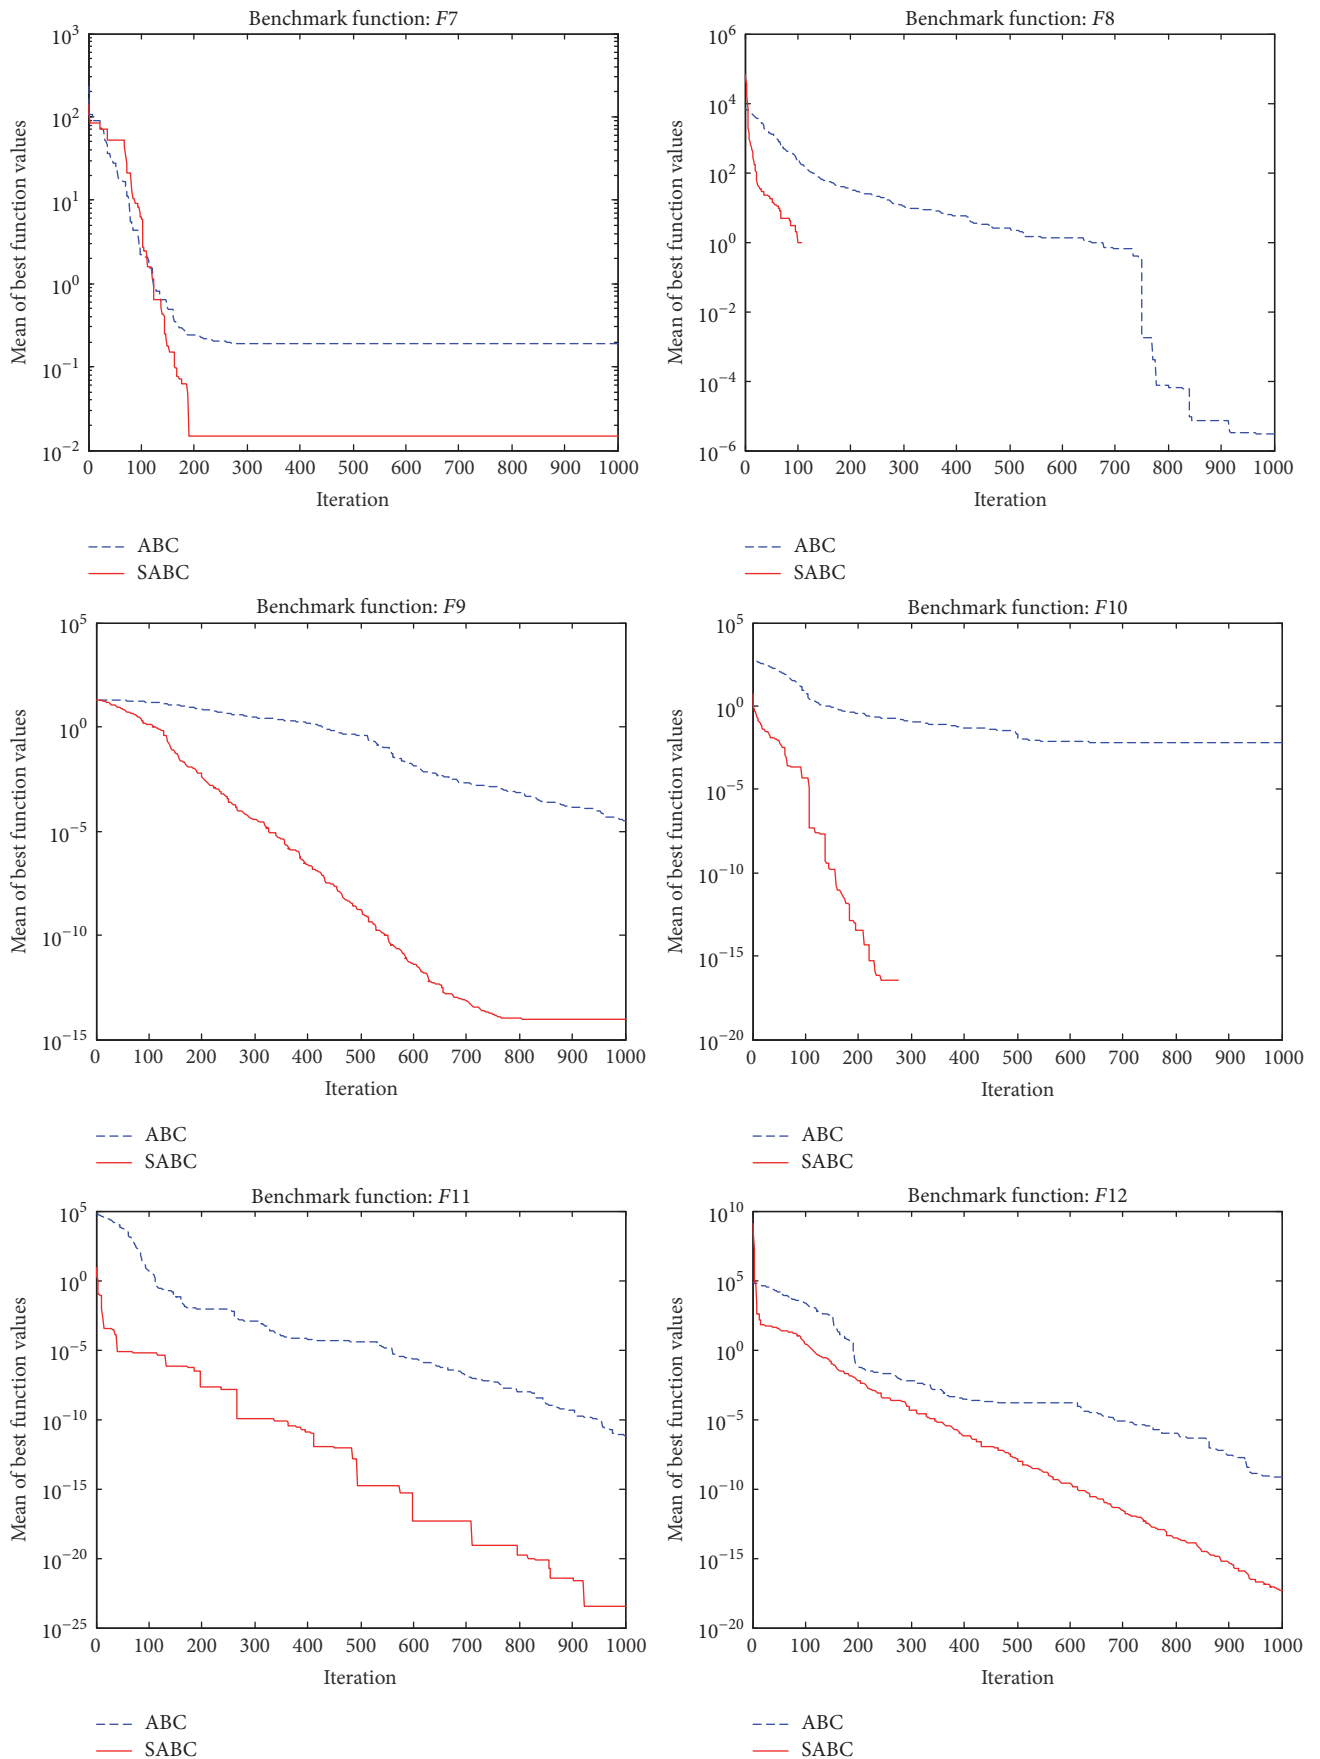 Benchmark function: F7
Mean of best function values
10^3
10^2
10^1
10^0
10^−1
10^−2
0 100 200 300 400 500 600 700 800 900 1000
Iteration
ABC
SABC
Benchmark function: F8
Mean of best function values
10^6
10^4
10^2
10^0
10^−2
10^−4
10^−6
0 100 200 300 400 500 600 700 800 900 1000
Iteration
ABC
SABC
Benchmark function: F9
Mean of best function values
10^5
10^0
10^−5
10^−10
10^−15
0 100 200 300 400 500 600 700 800 900 1000
Iteration
ABC
SABC
Benchmark function: F10
Mean of best function values
10^5
10^0
10^−5
10^−10
10^−15
10^−20
0 100 200 300 400 500 600 700 800 900 1000
Iteration
ABC
SABC
Benchmark function: F11
Mean of best function values
10^5
10^0
10^−5
10^−10
10^−15
10^−20
10^−25
0 100 200 300 400 500 600 700 800 900 1000
Iteration
ABC
SABC
Benchmark function: F12
Mean of best function values
10^10
10^5
10^0
10^−5
10^−10
10^−15
10^−20
0 100 200 300 400 500 600 700 800 900 1000
Iteration
ABC
SABC